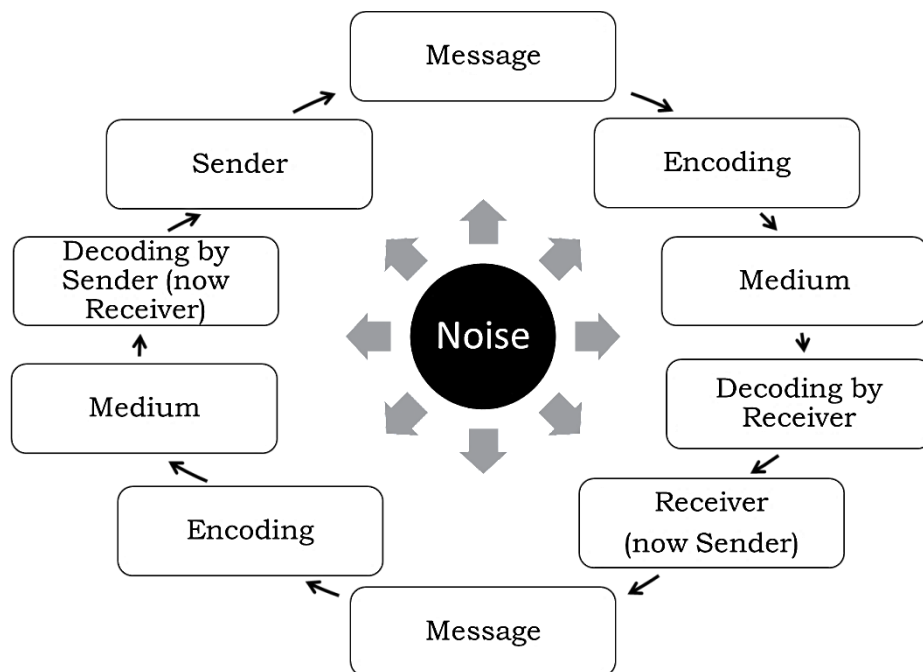 Message
Encoding
Medium
Decoding by
Receiver
Receiver
(now Sender)
Message
Encoding
Medium
Decoding by
Sender (now
Receiver)
Sender
Noise